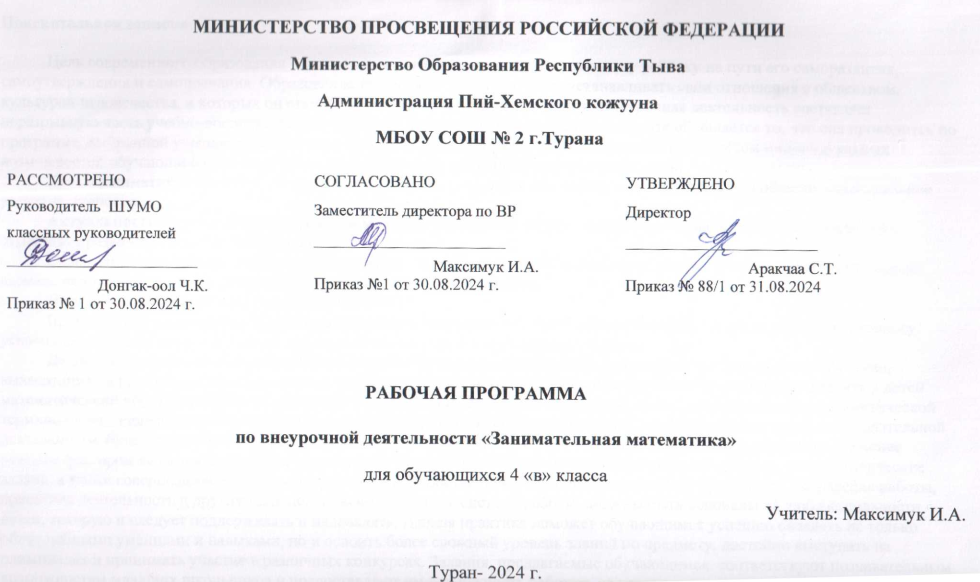 МИНИСТЕРСТВО ПРОСВЕЩЕНИЯ РОССИЙСКОЙ ФЕДЕРАЦИИ
Министерство Образования Республики Тыва
Администрация Пий-Хемского кожууна
МБОУ СОШ № 2 г.Турана
РАССМОТРЕНО
Руководитель ШУМО
классных руководителей
Донгак-оол Ч.К.
Приказ № 1 от 30.08.2024 г.
СОГЛАСОВАНО
Заместитель директора по ВР
Максимук И.А.
Приказ №1 от 30.08.2024 г.
УТВЕРЖДЕНО
Директор
Аракчаа С.Т.
Приказ № 88/1 от 31.08.2024
РАБОЧАЯ ПРОГРАММА
по внеурочной деятельности «Занимательная математика»
для обучающихся 4 «в» класса
Учитель: Максимук И.А.
Туран- 2024 г.